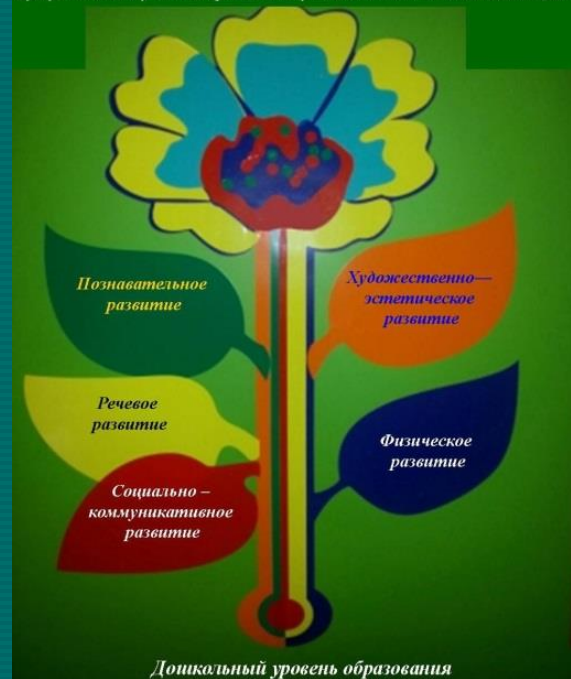 Познавательное
развитие
Художественно—
эстетическое
развитие
Речевое
развитие
Физическое
развитие
Социально –
коммуникативное
развитие
Дошкольный уровень образования